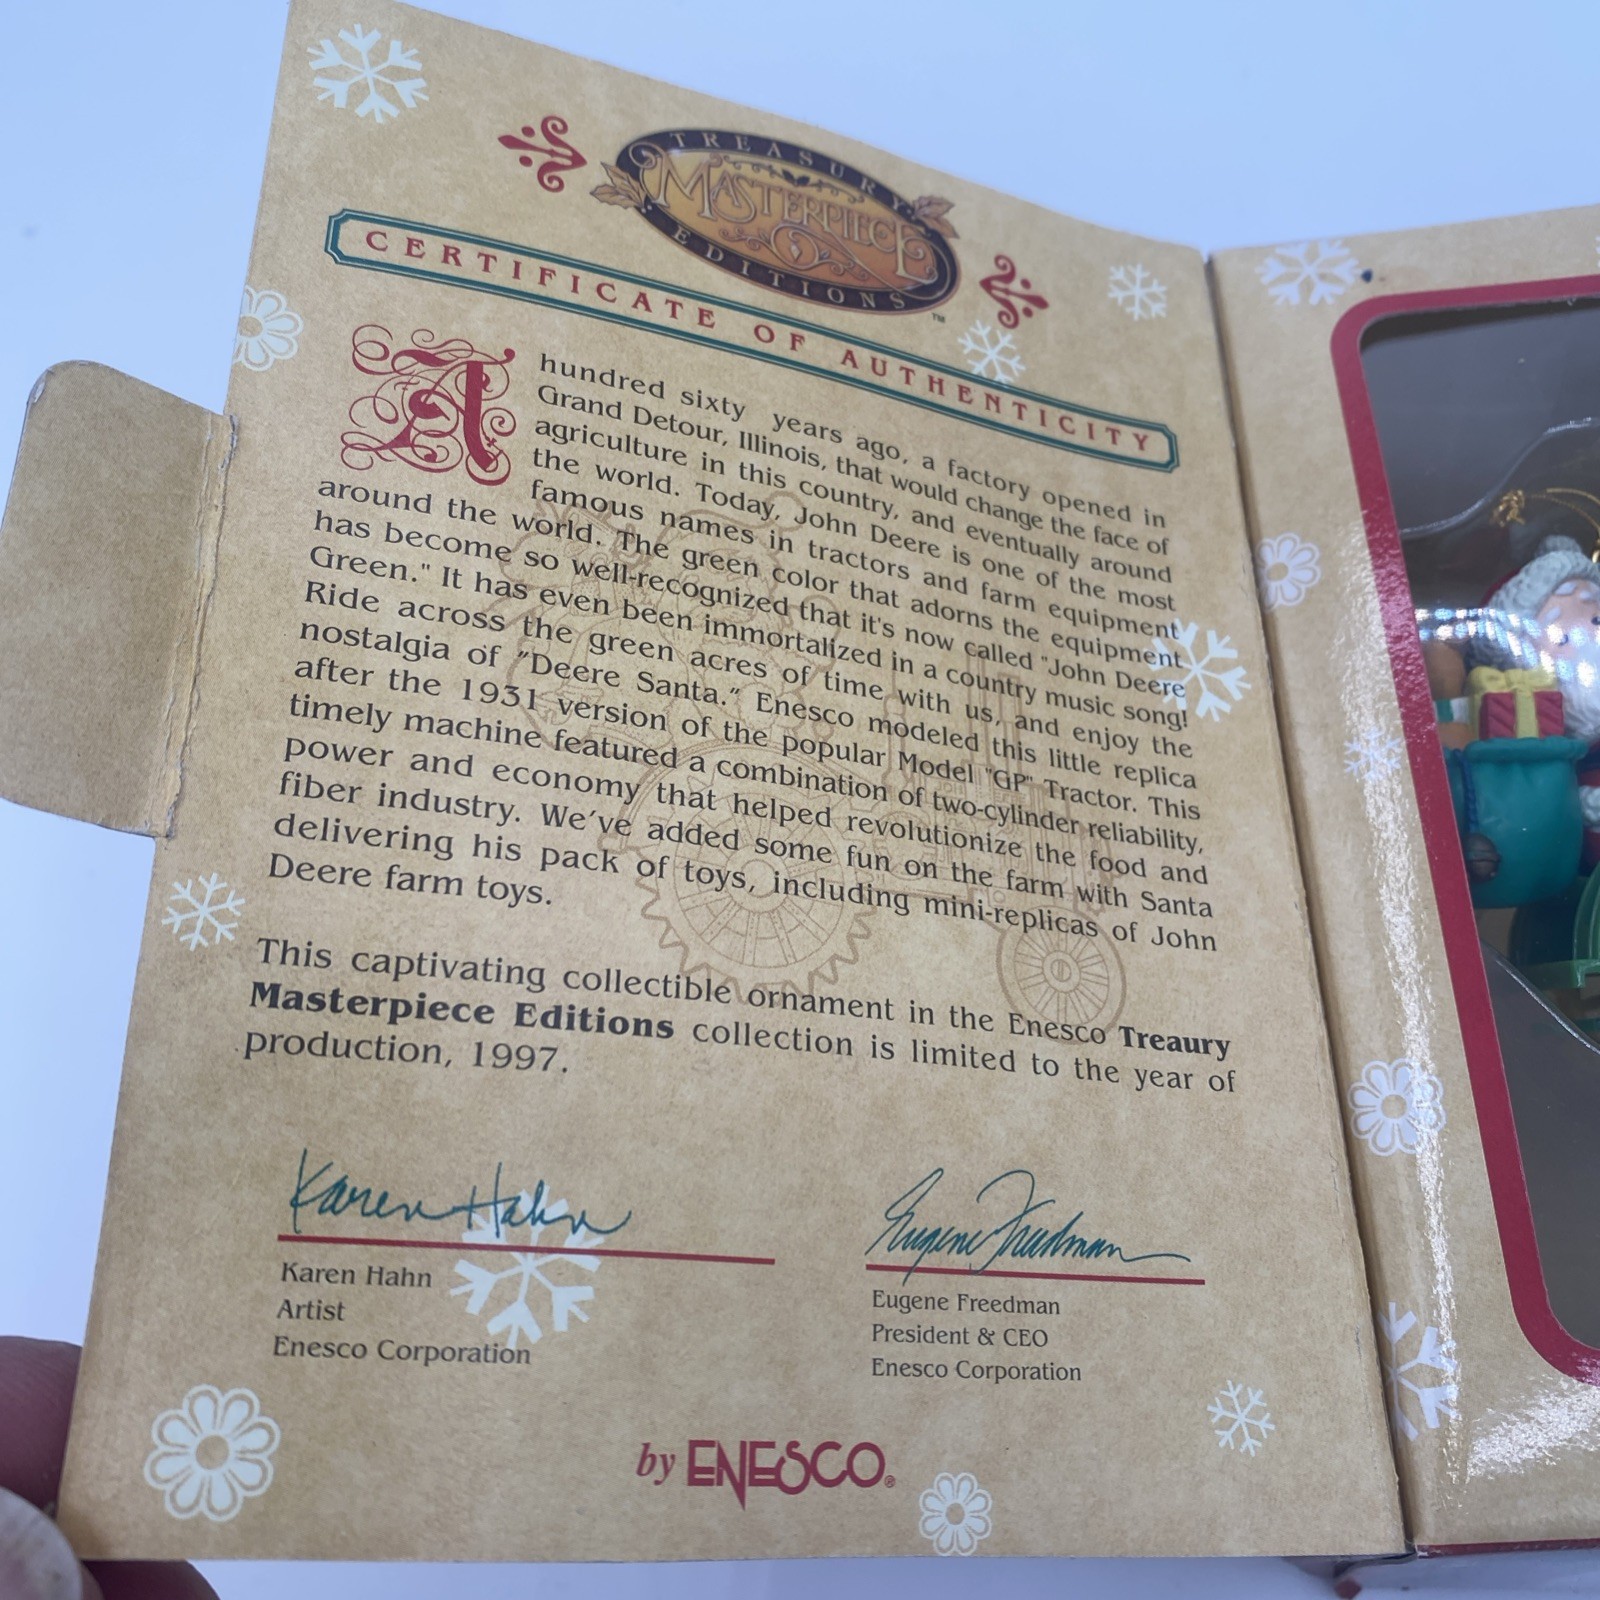 TREASURY
MASTERPIECE
EDITIONS
™
CERTIFICATE OF AUTHENTICITY
A hundred sixty years ago, a factory opened in
Grand Detour, Illinois, that would change the face of
agriculture in this country, and eventually around
the world. Today, John Deere is one of the most
famous names in tractors and farm equipment
around the world. The green color that adorns the equipment
has become so well-recognized that it's now called "John Deere
Green." It has even been immortalized in a country music song!
Ride across the green acres of time with us, and enjoy the
nostalgia of "Deere Santa." Enesco modeled this little replica
after the 1931 version of the popular Model "GP" Tractor. This
timely machine featured a combination of two-cylinder reliability,
power and economy that helped revolutionize the food and
fiber industry. We've added some fun on the farm with Santa
delivering his pack of toys, including mini-replicas of John
Deere farm toys.
This captivating collectible ornament in the Enesco Treaury
Masterpiece Editions collection is limited to the year of
production, 1997.
Karen Hahn
Karen Hahn
Artist
Enesco Corporation
Eugene Freedman
Eugene Freedman
President & CEO
Enesco Corporation
by ENESCO®